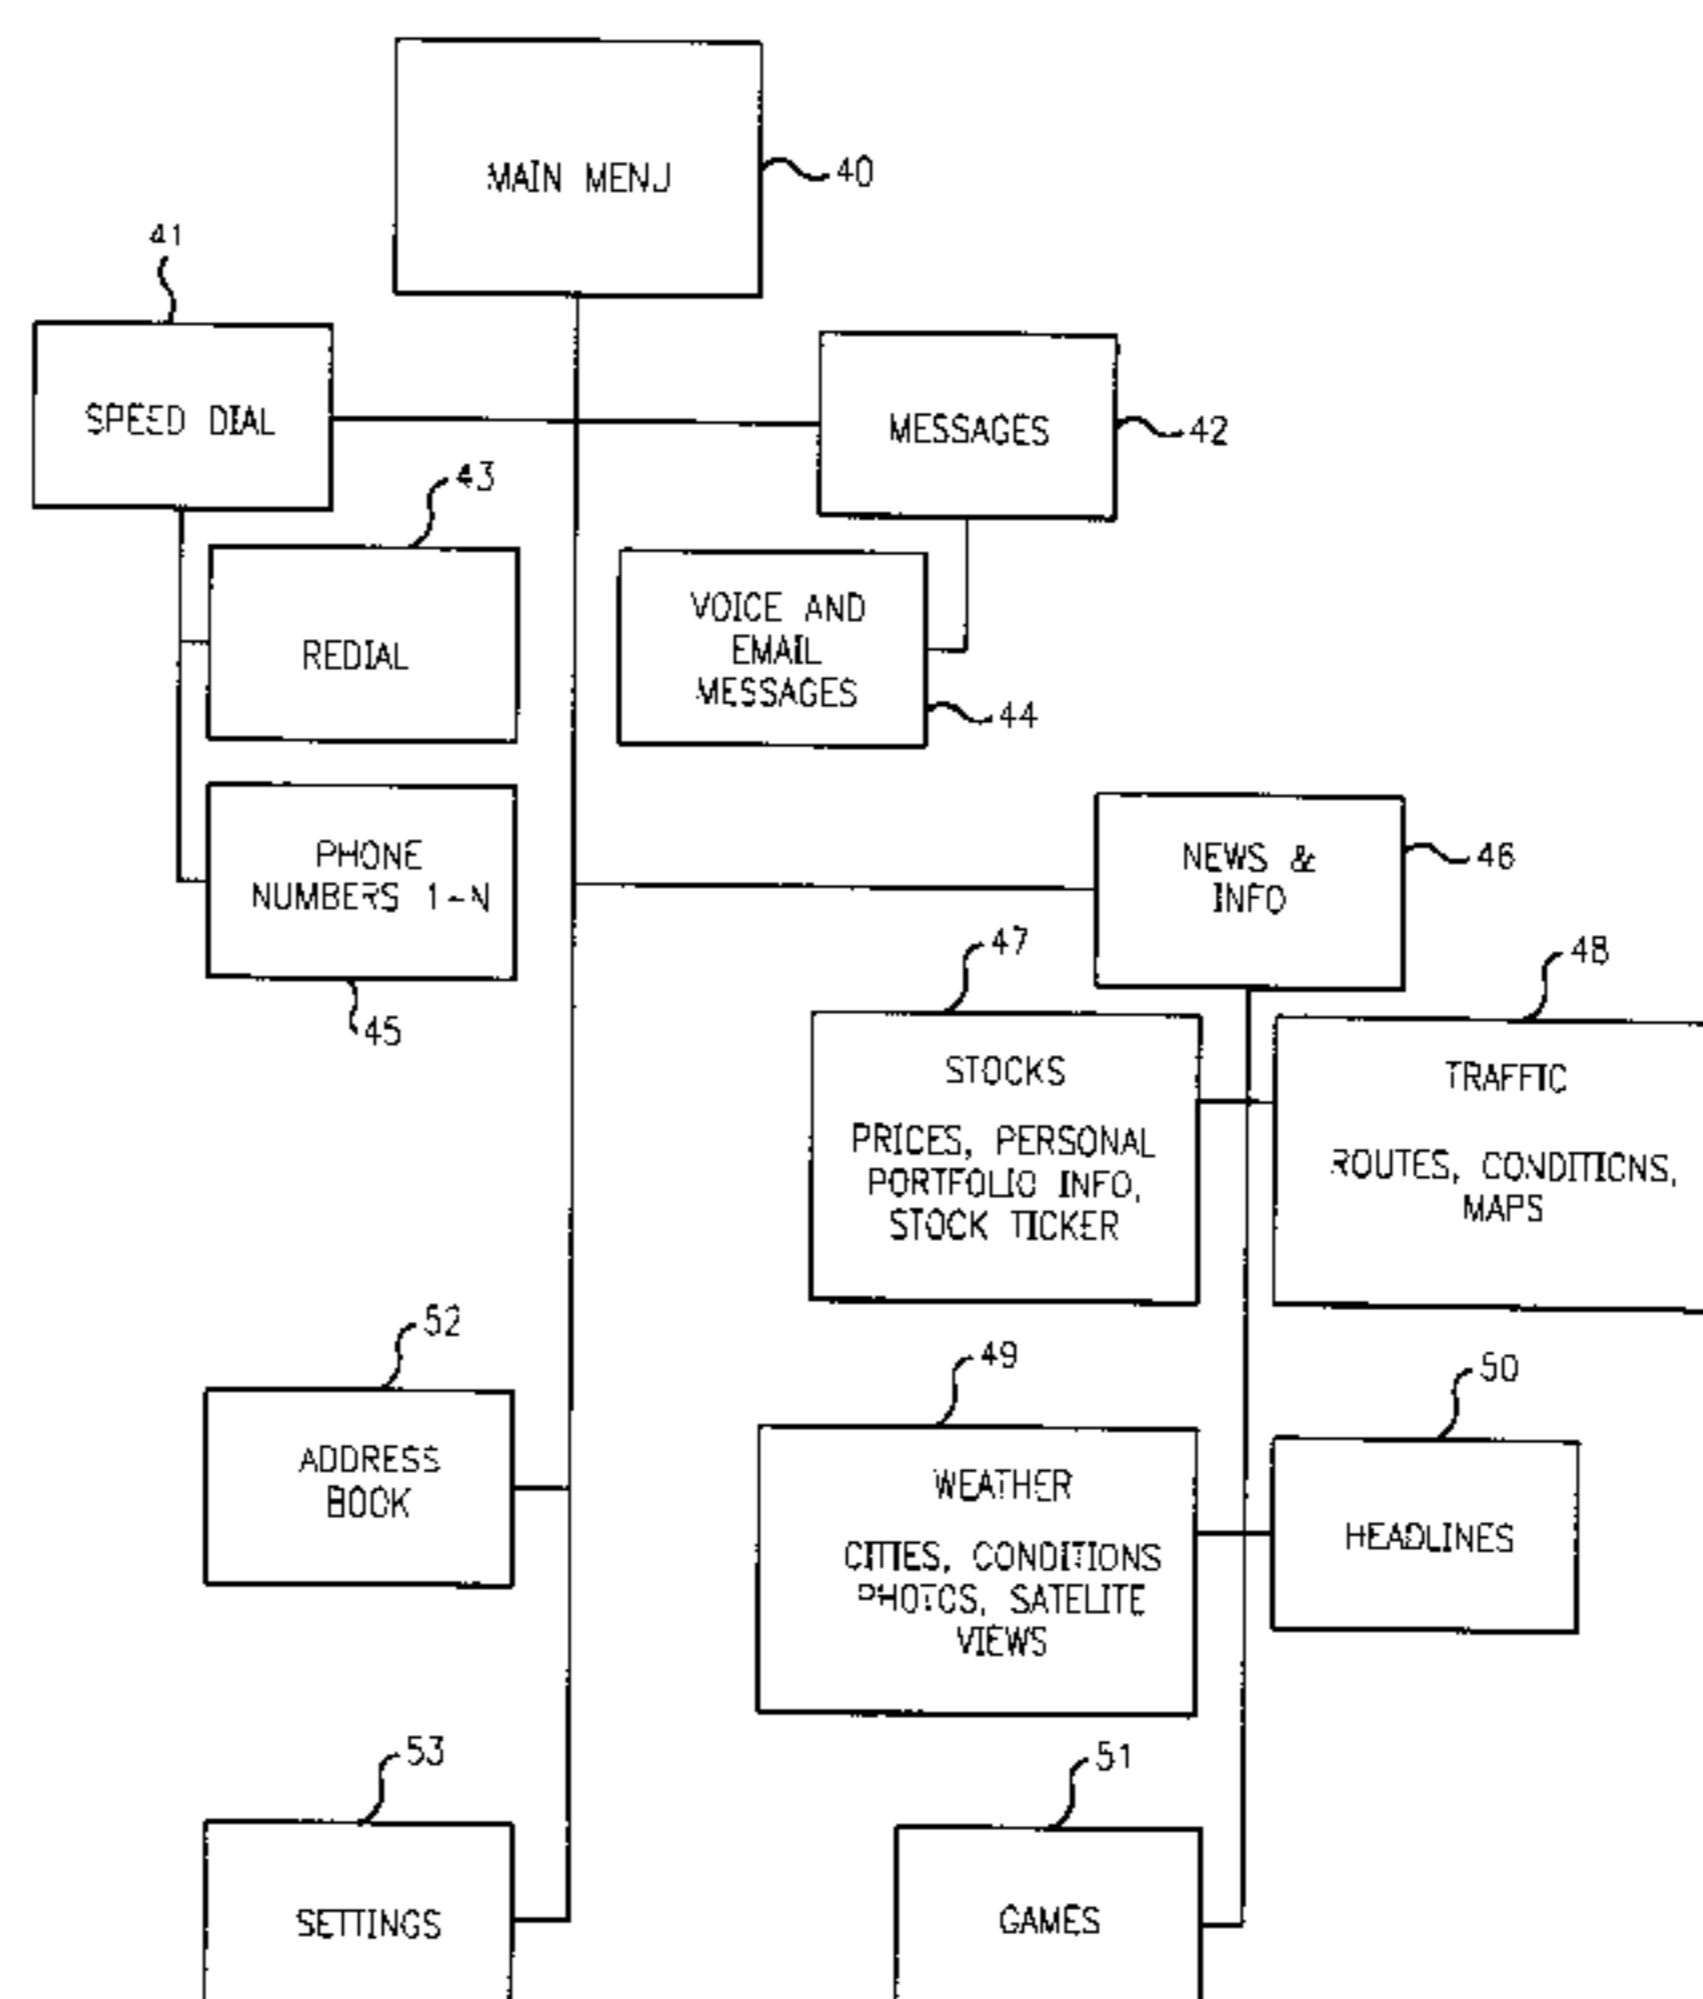 MAIN MENU
40
41
SPEED DIAL
MESSAGES
42
43
REDIAL
VOICE AND
EMAIL
MESSAGES
44
PHONE
NUMBERS 1-N
45
NEWS &
INFO
46
47
STOCKS
PRICES, PERSONAL
PORTFOLIO INFO,
STOCK TICKER
48
TRAFFIC
ROUTES, CONDITIONS,
MAPS
52
ADDRESS
BOOK
49
WEATHER
CITIES, CONDITIONS
PHOTOS, SATELITE
VIEWS
50
HEADLINES
53
SETTINGS
51
GAMES